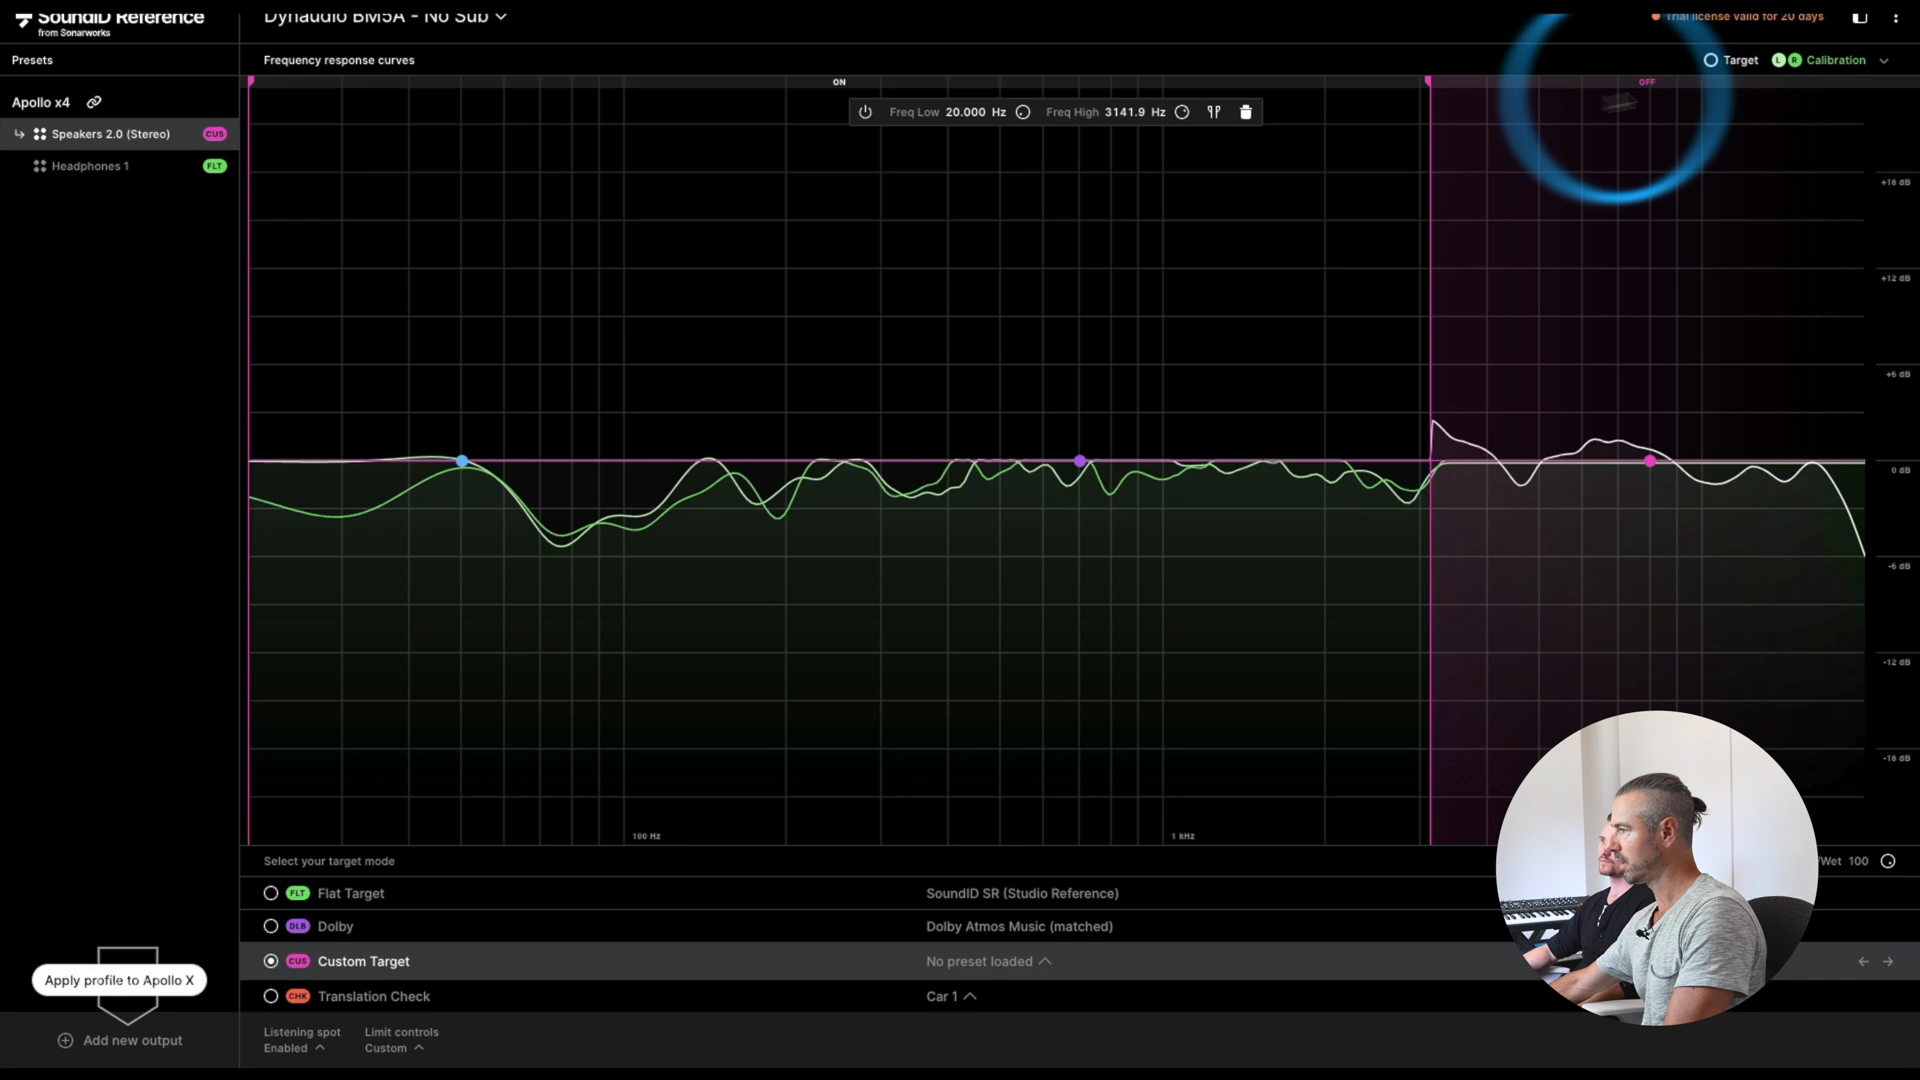 SoundID Reference
from Sonarworks
Dynaudio BM5A - No Sub
Trial license valid for 20 days
Presets
Frequency response curves
Target
L R Calibration
ON
OFF
Apollo x4
Freq Low 20.000 Hz
Freq High 3141.9 Hz
Speakers 2.0 (Stereo) CUS
Headphones 1 FLT
+18 dB
+12 dB
+6 dB
0 dB
-6 dB
-12 dB
-18 dB
100 Hz
1 kHz
Select your target mode
/Wet 100
FLT Flat Target
SoundID SR (Studio Reference)
DLB Dolby
Dolby Atmos Music (matched)
CUS Custom Target
No preset loaded
CHK Translation Check
Car 1
Apply profile to Apollo X
Add new output
Listening spot
Enabled
Limit controls
Custom